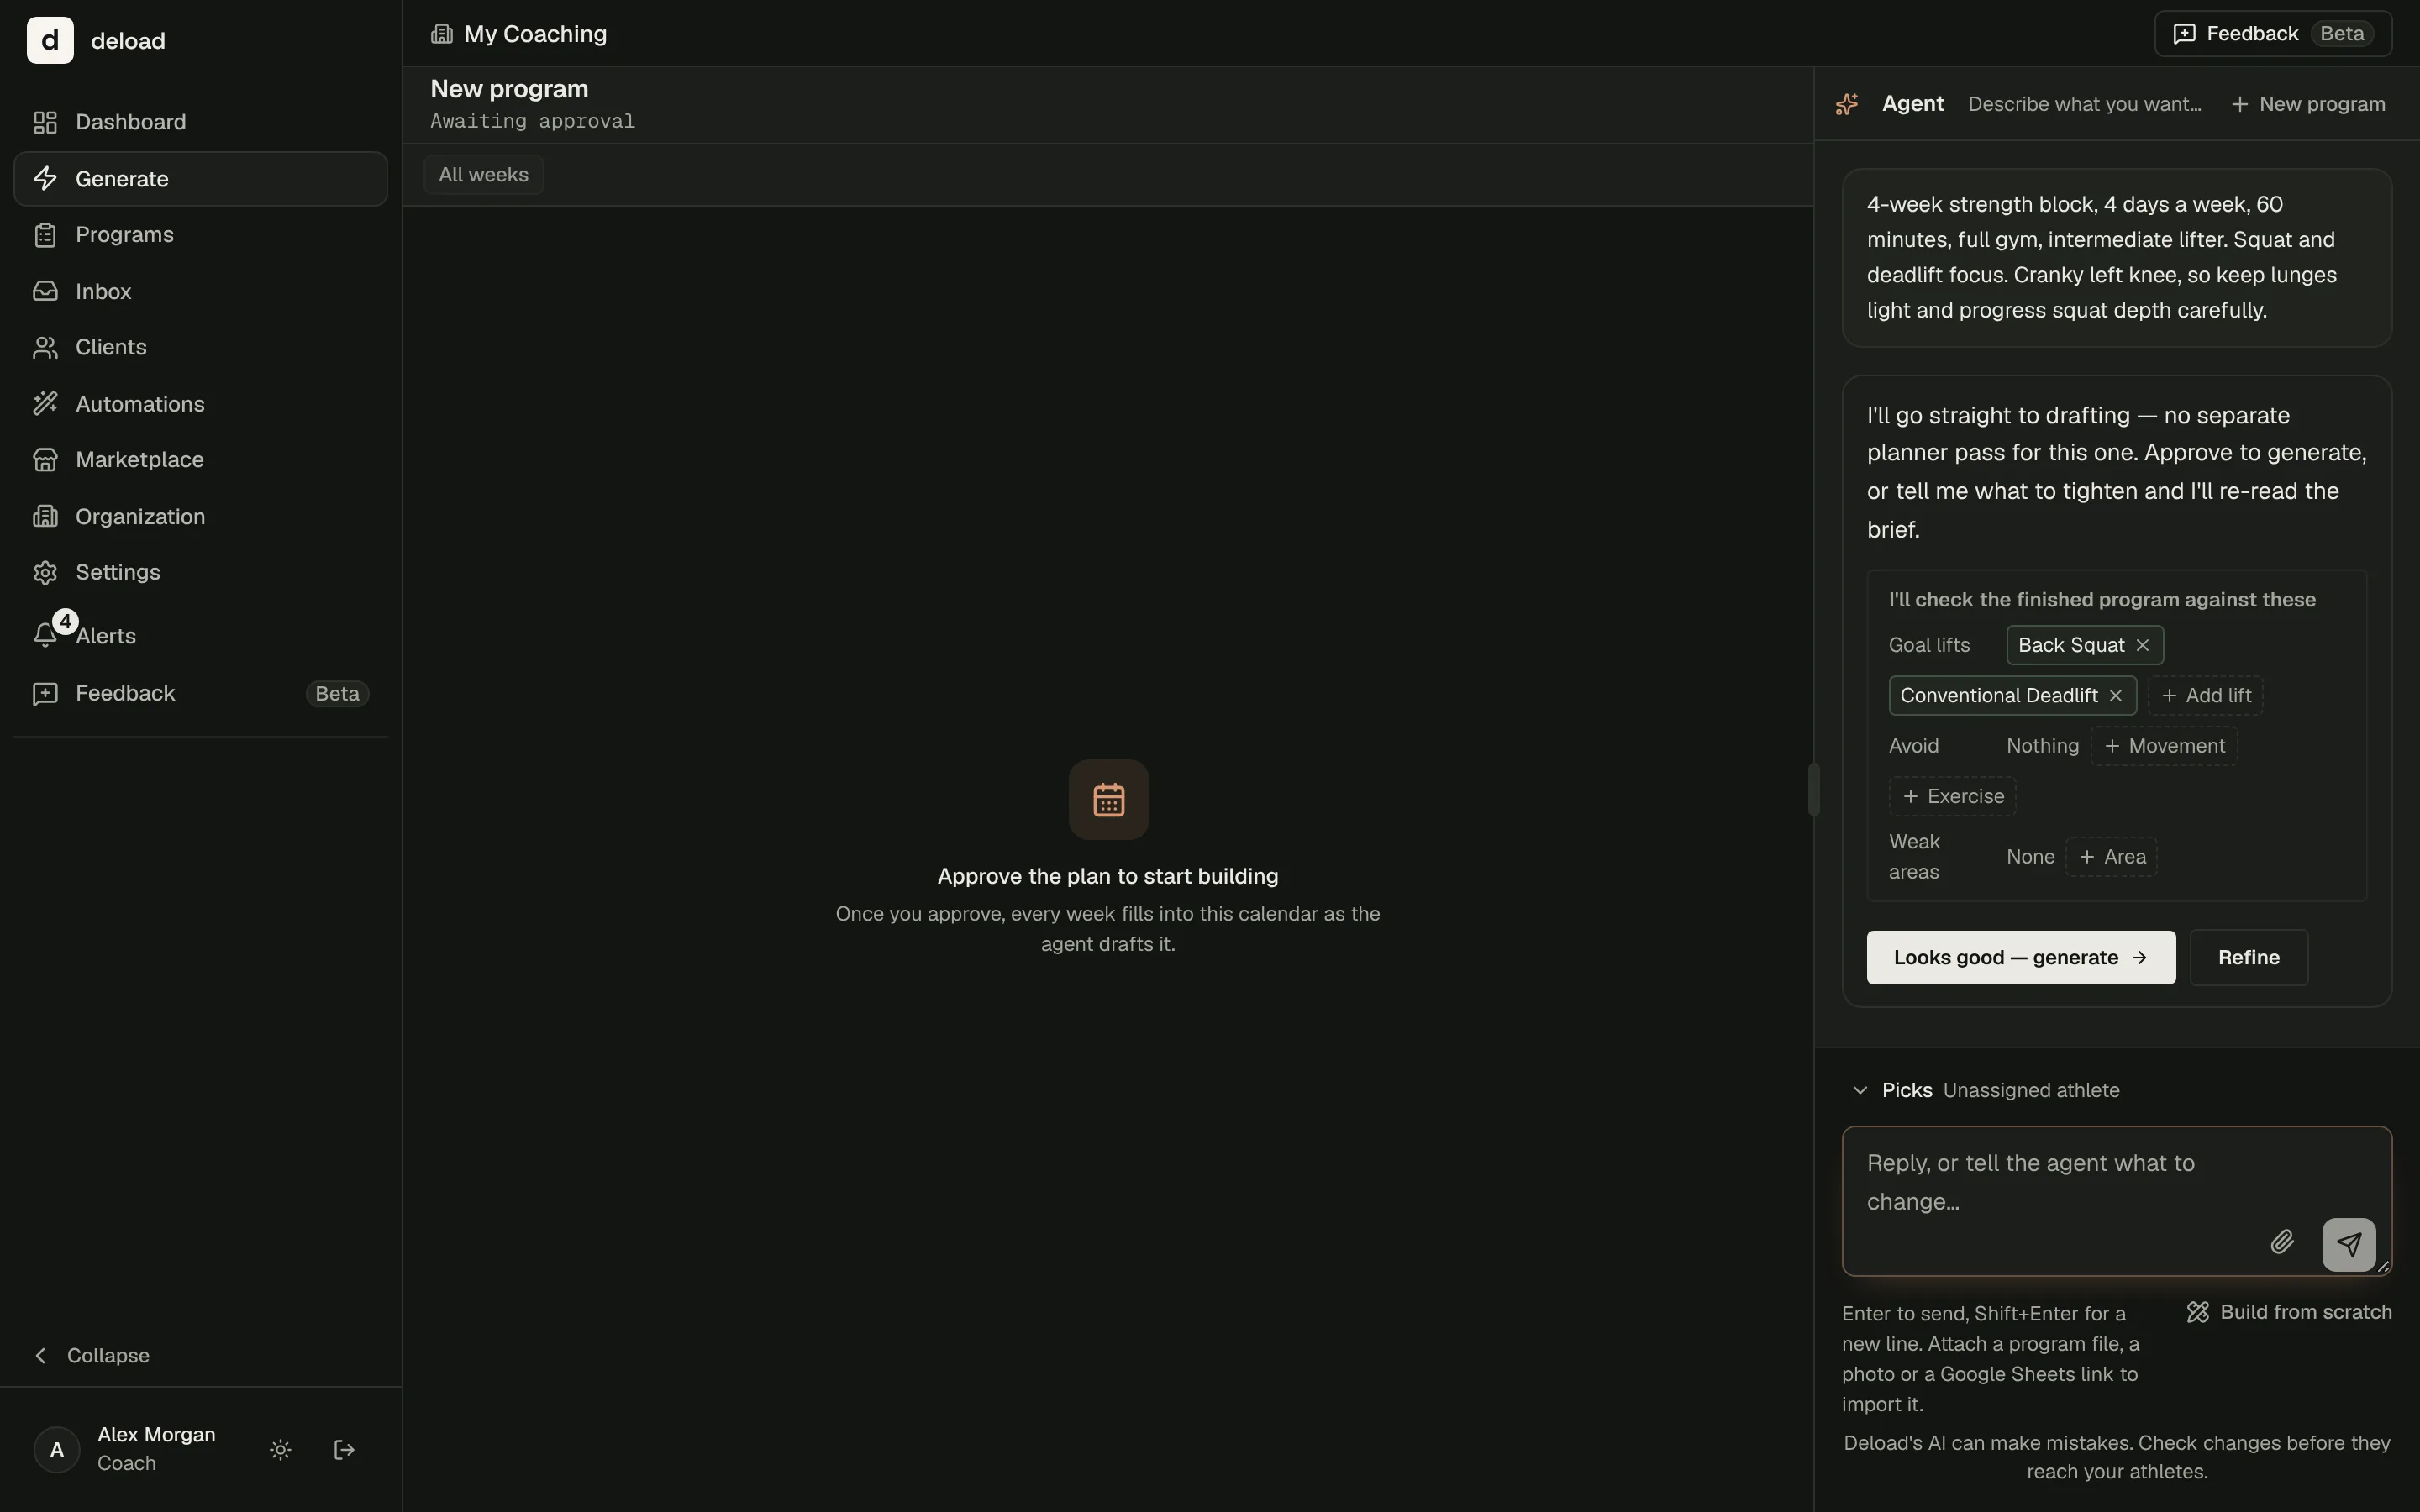 d deload
Dashboard
Generate
Programs
Inbox
Clients
Automations
Marketplace
Organization
Settings
4
Alerts
Feedback Beta
Collapse
A
Alex Morgan
Coach
My Coaching
Feedback Beta
New program
Awaiting approval
All weeks
Approve the plan to start building
Once you approve, every week fills into this calendar as the
agent drafts it.
Agent Describe what you want... + New program
4-week strength block, 4 days a week, 60
minutes, full gym, intermediate lifter. Squat and
deadlift focus. Cranky left knee, so keep lunges
light and progress squat depth carefully.
I'll go straight to drafting — no separate
planner pass for this one. Approve to generate,
or tell me what to tighten and I'll re-read the
brief.
I'll check the finished program against these
Goal lifts Back Squat ×
Conventional Deadlift × + Add lift
Avoid Nothing + Movement
+ Exercise
Weak
areas
None + Area
Looks good — generate →
Refine
Picks Unassigned athlete
Reply, or tell the agent what to
change...
Enter to send, Shift+Enter for a
new line. Attach a program file, a
photo or a Google Sheets link to
import it.
Build from scratch
Deload's AI can make mistakes. Check changes before they
reach your athletes.